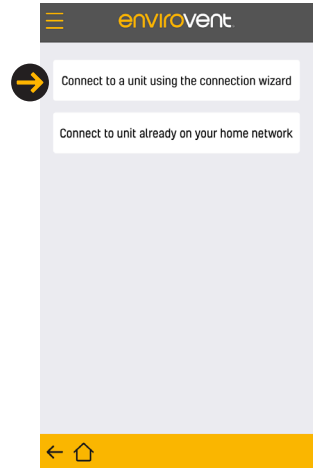 envirovent
Connect to a unit using the connection wizard
Connect to unit already on your home network